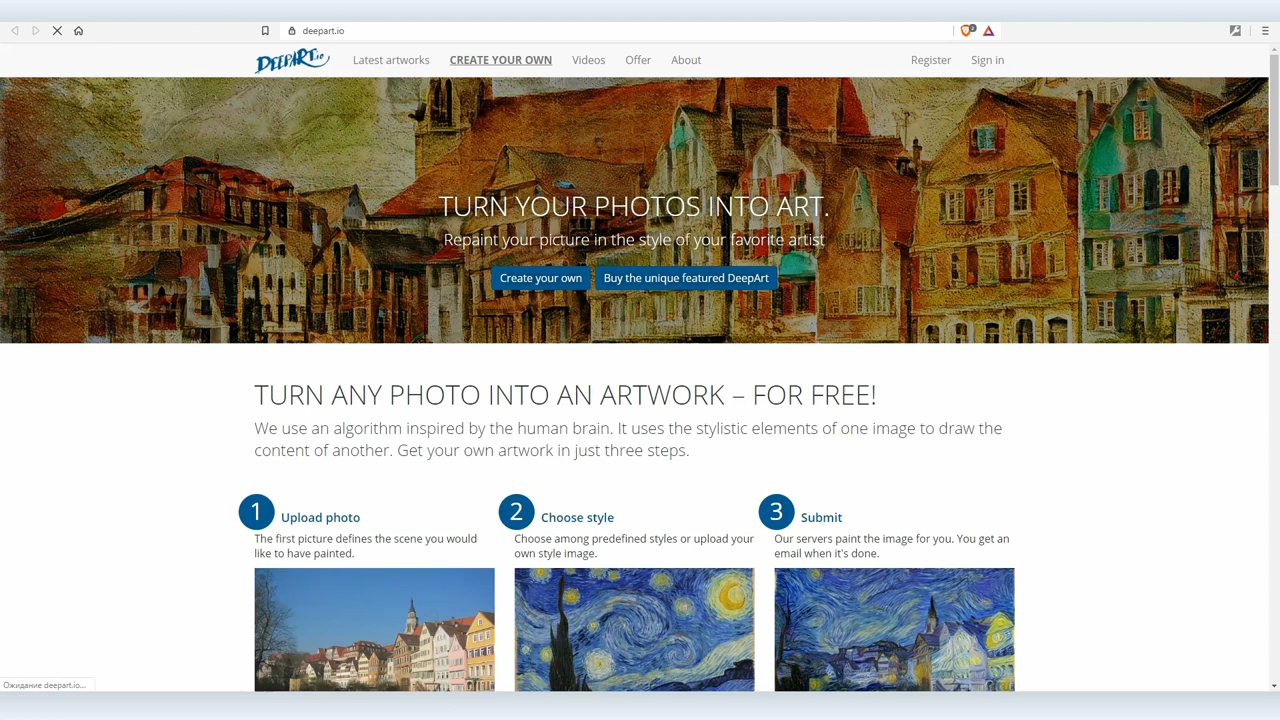 deepart.io
DEEPART.io
Latest artworks
CREATE YOUR OWN
Videos
Offer
About
Register
Sign in
TURN YOUR PHOTOS INTO ART.
Repaint your picture in the style of your favorite artist
Create your own
Buy the unique featured DeepArt
TURN ANY PHOTO INTO AN ARTWORK – FOR FREE!
We use an algorithm inspired by the human brain. It uses the stylistic elements of one image to draw the
content of another. Get your own artwork in just three steps.
1 Upload photo
The first picture defines the scene you would
like to have painted.
2 Choose style
Choose among predefined styles or upload your
own style image.
3 Submit
Our servers paint the image for you. You get an
email when it's done.
Ожидание deepart.io...